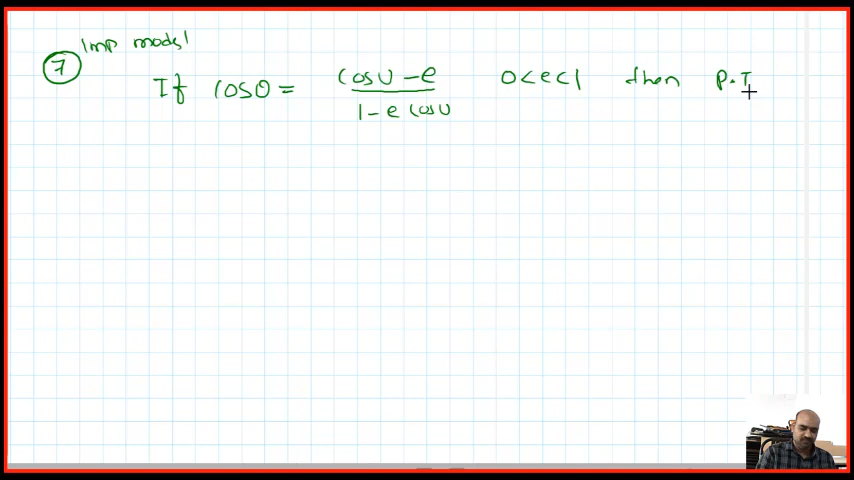 Imp model
7 If cosθ = cosu - e / 1 - e cosu 0<e<1 then P.T